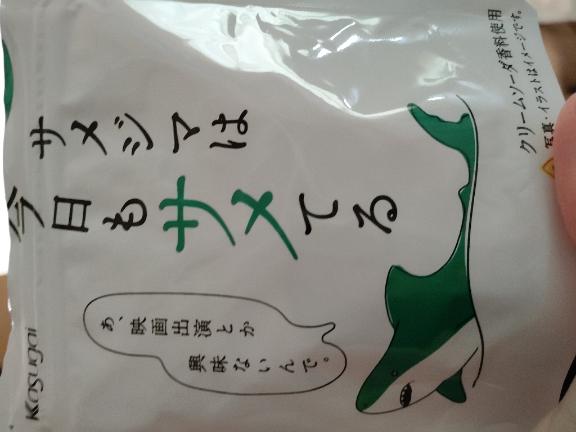 クリームソーダ香料使用
写真・イラストはイメージです。
サメジマは
今日もサメてる
あ、映画出演とか
興味ないんで。
Kasugai